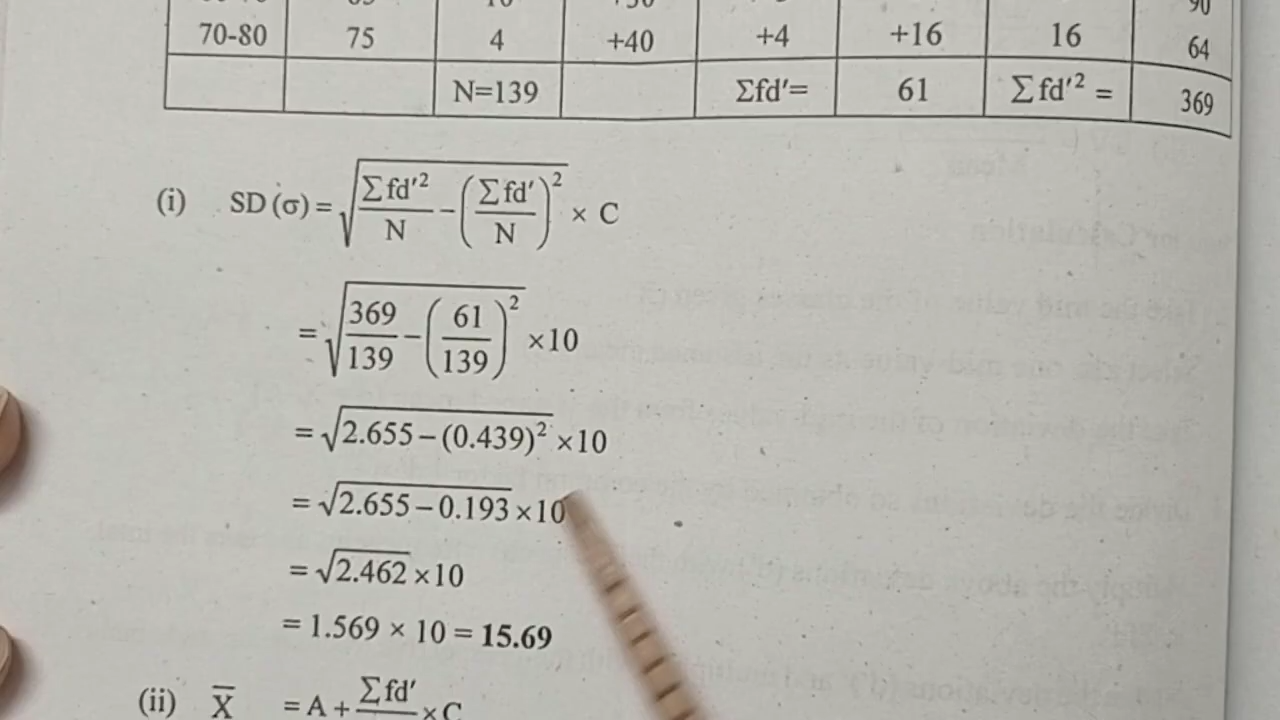 90
70-80 75 4 +40 +4 +16 16 64
N=139 Σfd′= 61 Σfd′² = 369
(i) SD (σ) = √(Σfd′²/N − (Σfd′/N)²) × C
= √(369/139 − (61/139)²) ×10
= √(2.655 − (0.439)²) ×10
= √(2.655 − 0.193) ×10
= √2.462 ×10
= 1.569 × 10 = 15.69
(ii) X̅ = A + Σfd′ × C